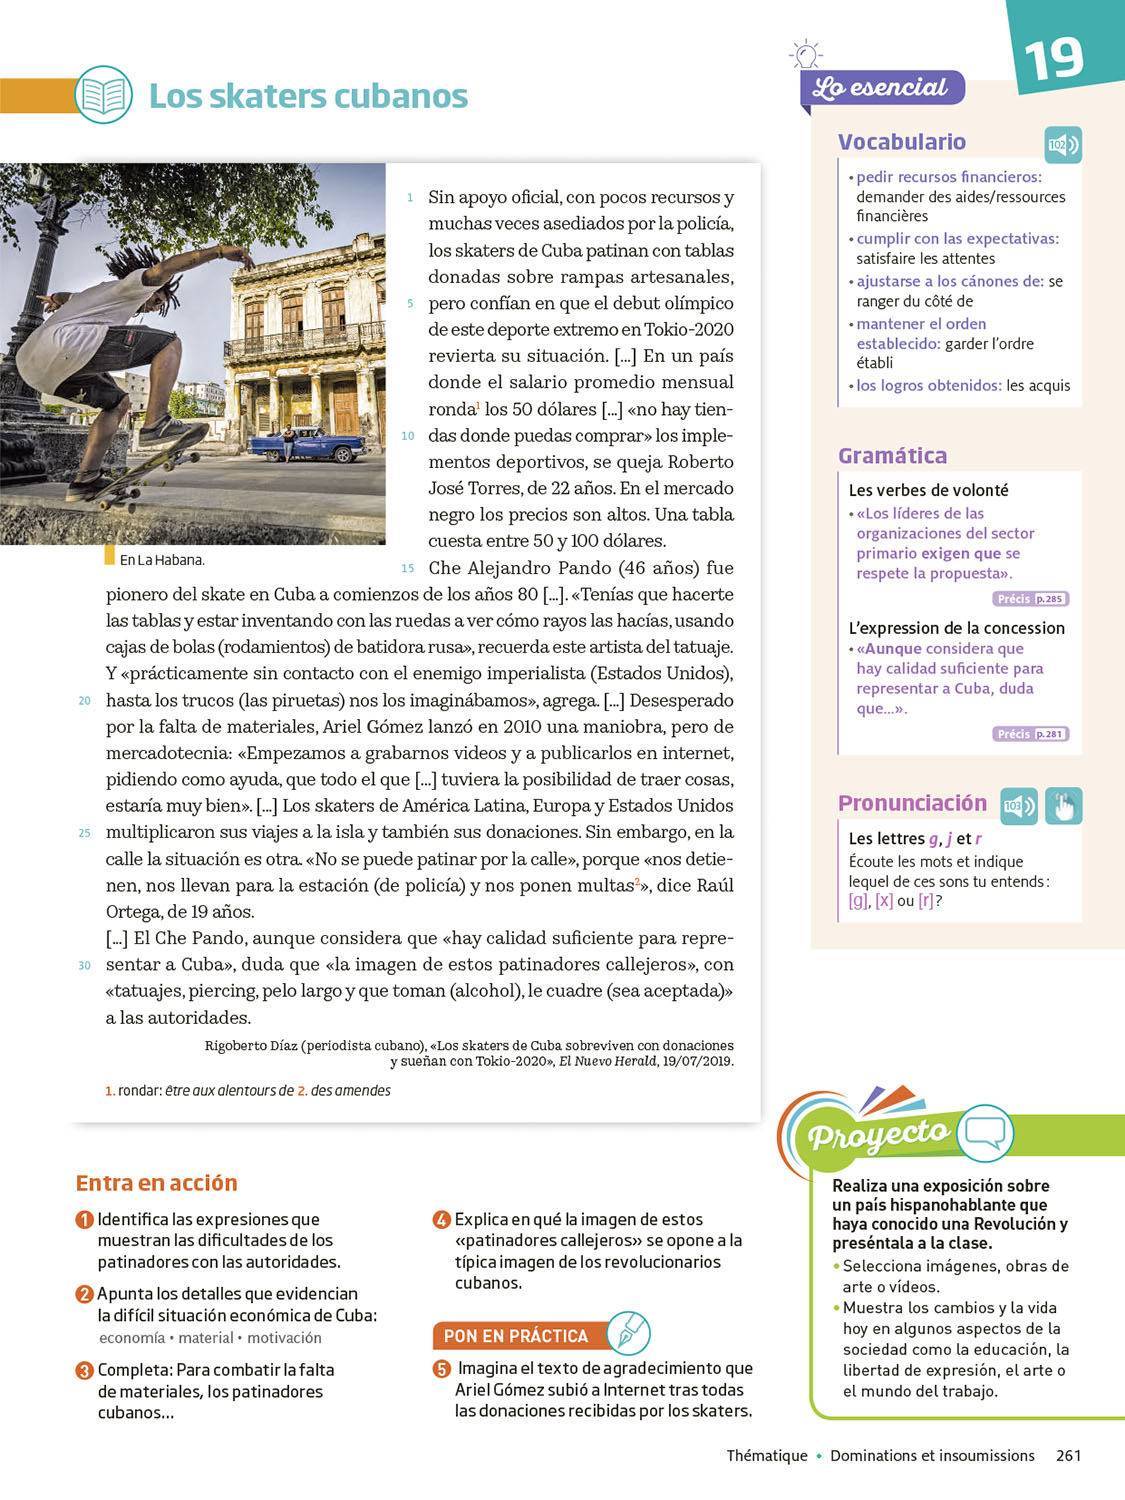 19
Los skaters cubanos
1 Sin apoyo oficial, con pocos recursos y
muchas veces asediados por la policía,
los skaters de Cuba patinan con tablas
donadas sobre rampas artesanales,
5 pero confían en que el debut olímpico
de este deporte extremo en Tokio-2020
revierta su situación. [...] En un país
donde el salario promedio mensual
ronda1 los 50 dólares [...] «no hay tien-
10 das donde puedas comprar» los imple-
mentos deportivos, se queja Roberto
José Torres, de 22 años. En el mercado
negro los precios son altos. Una tabla
cuesta entre 50 y 100 dólares.
En La Habana.
15 Che Alejandro Pando (46 años) fue
pionero del skate en Cuba a comienzos de los años 80 [...]. «Tenías que hacerte
las tablas y estar inventando con las ruedas a ver cómo rayos las hacías, usando
cajas de bolas (rodamientos) de batidora rusa», recuerda este artista del tatuaje.
Y «prácticamente sin contacto con el enemigo imperialista (Estados Unidos),
20 hasta los trucos (las piruetas) nos los imaginábamos», agrega. [...] Desesperado
por la falta de materiales, Ariel Gómez lanzó en 2010 una maniobra, pero de
mercadotecnia: «Empezamos a grabarnos videos y a publicarlos en internet,
pidiendo como ayuda, que todo el que [...] tuviera la posibilidad de traer cosas,
estaría muy bien». [...] Los skaters de América Latina, Europa y Estados Unidos
25 multiplicaron sus viajes a la isla y también sus donaciones. Sin embargo, en la
calle la situación es otra. «No se puede patinar por la calle», porque «nos detie-
nen, nos llevan para la estación (de policía) y nos ponen multas2», dice Raúl
Ortega, de 19 años.
[...] El Che Pando, aunque considera que «hay calidad suficiente para repre-
30 sentar a Cuba», duda que «la imagen de estos patinadores callejeros», con
«tatuajes, piercing, pelo largo y que toman (alcohol), le cuadre (sea aceptada)»
a las autoridades.
Rigoberto Díaz (periodista cubano), «Los skaters de Cuba sobreviven con donaciones
y sueñan con Tokio-2020», El Nuevo Herald, 19/07/2019.
1. rondar: être aux alentours de 2. des amendes
Lo esencial
Vocabulario
102
• pedir recursos financieros:
demander des aides/ressources
financières
• cumplir con las expectativas:
satisfaire les attentes
• ajustarse a los cánones de: se
ranger du côté de
• mantener el orden
establecido: garder l'ordre
établi
• los logros obtenidos: les acquis
Gramática
Les verbes de volonté
• «Los líderes de las
organizaciones del sector
primario exigen que se
respete la propuesta».
Précis p.285
L'expression de la concession
• «Aunque considera que
hay calidad suficiente para
representar a Cuba, duda
que...».
Précis p.281
Pronunciación
103
Les lettres g, j et r
Écoute les mots et indique
lequel de ces sons tu entends :
[g], [x] ou [r] ?
Entra en acción
1 Identifica las expresiones que
muestran las dificultades de los
patinadores con las autoridades.
2 Apunta los detalles que evidencian
la difícil situación económica de Cuba:
economía • material • motivación
3 Completa: Para combatir la falta
de materiales, los patinadores
cubanos...
4 Explica en qué la imagen de estos
«patinadores callejeros» se opone a la
típica imagen de los revolucionarios
cubanos.
PON EN PRÁCTICA
5 Imagina el texto de agradecimiento que
Ariel Gómez subió a Internet tras todas
las donaciones recibidas por los skaters.
Proyecto
Realiza una exposición sobre
un país hispanohablante que
haya conocido una Revolución y
preséntala a la clase.
• Selecciona imágenes, obras de
arte o vídeos.
• Muestra los cambios y la vida
hoy en algunos aspectos de la
sociedad como la educación, la
libertad de expresión, el arte o
el mundo del trabajo.
Thématique • Dominations et insoumissions 261